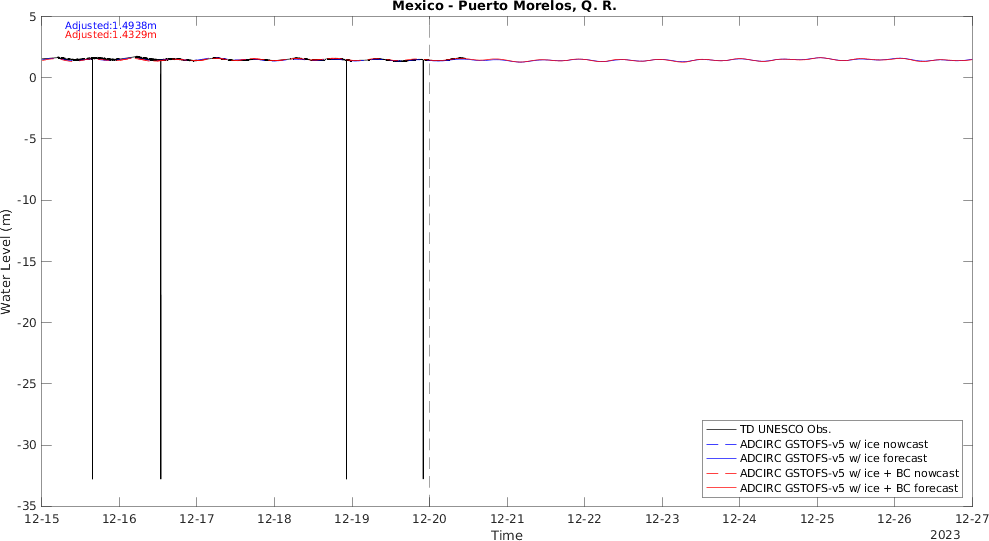 Mexico - Puerto Morelos, Q. R.
Adjusted:1.4938m
Adjusted:1.4329m
5
0
-5
-10
-15
-20
-25
-30
-35
Water Level (m)
TD UNESCO Obs.
ADCIRC GSTOFS-v5 w/ ice nowcast
ADCIRC GSTOFS-v5 w/ ice forecast
ADCIRC GSTOFS-v5 w/ ice + BC nowcast
ADCIRC GSTOFS-v5 w/ ice + BC forecast
12-15 12-16 12-17 12-18 12-19 12-20 12-21 12-22 12-23 12-24 12-25 12-26 12-27
Time
2023